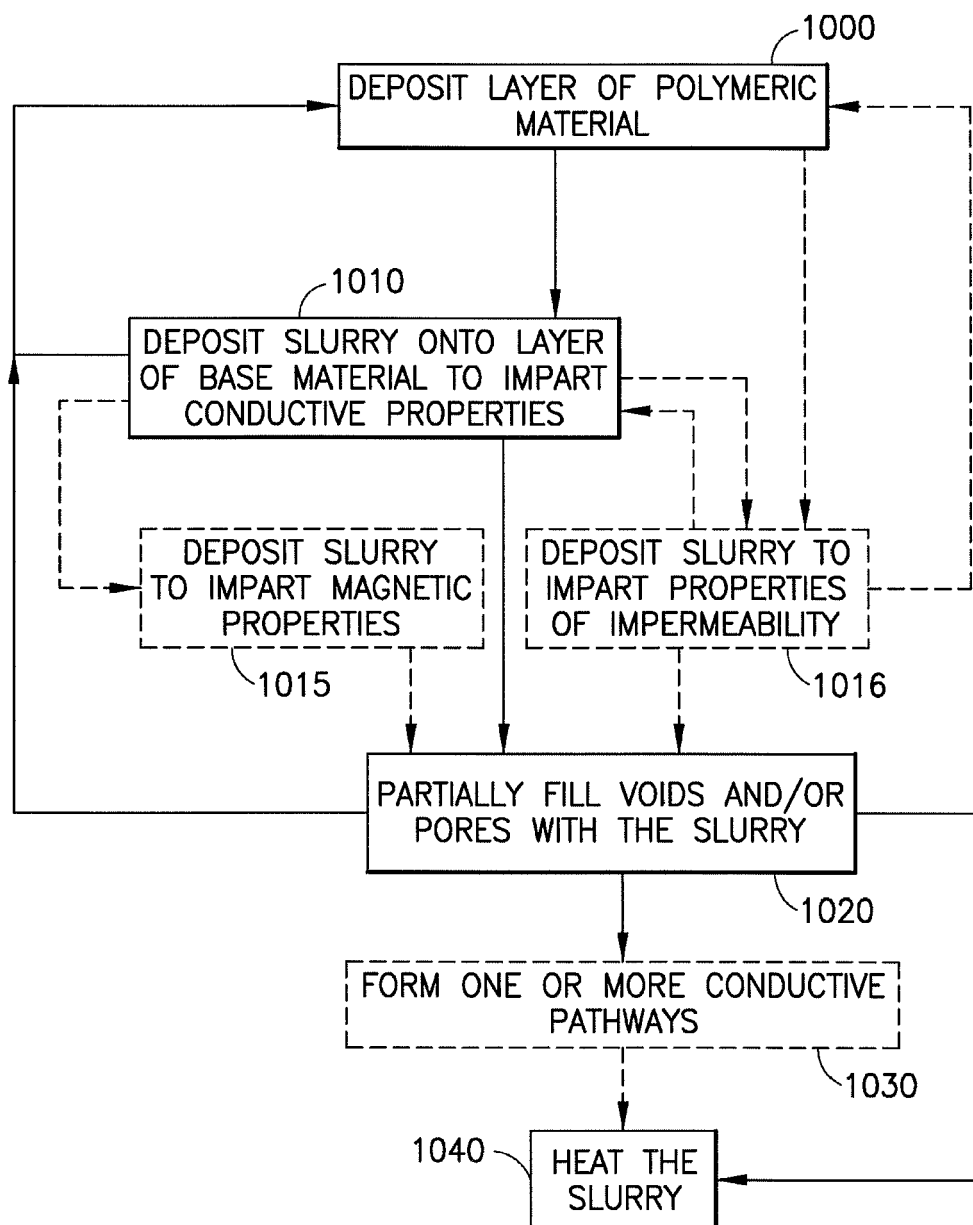 1000
DEPOSIT LAYER OF POLYMERIC
MATERIAL
1010
DEPOSIT SLURRY ONTO LAYER
OF BASE MATERIAL TO IMPART
CONDUCTIVE PROPERTIES
DEPOSIT SLURRY
TO IMPART MAGNETIC
PROPERTIES
1015
DEPOSIT SLURRY TO
IMPART PROPERTIES
OF IMPERMEABILITY
1016
PARTIALLY FILL VOIDS AND/OR
PORES WITH THE SLURRY
1020
FORM ONE OR MORE CONDUCTIVE
PATHWAYS
1030
1040
HEAT THE
SLURRY